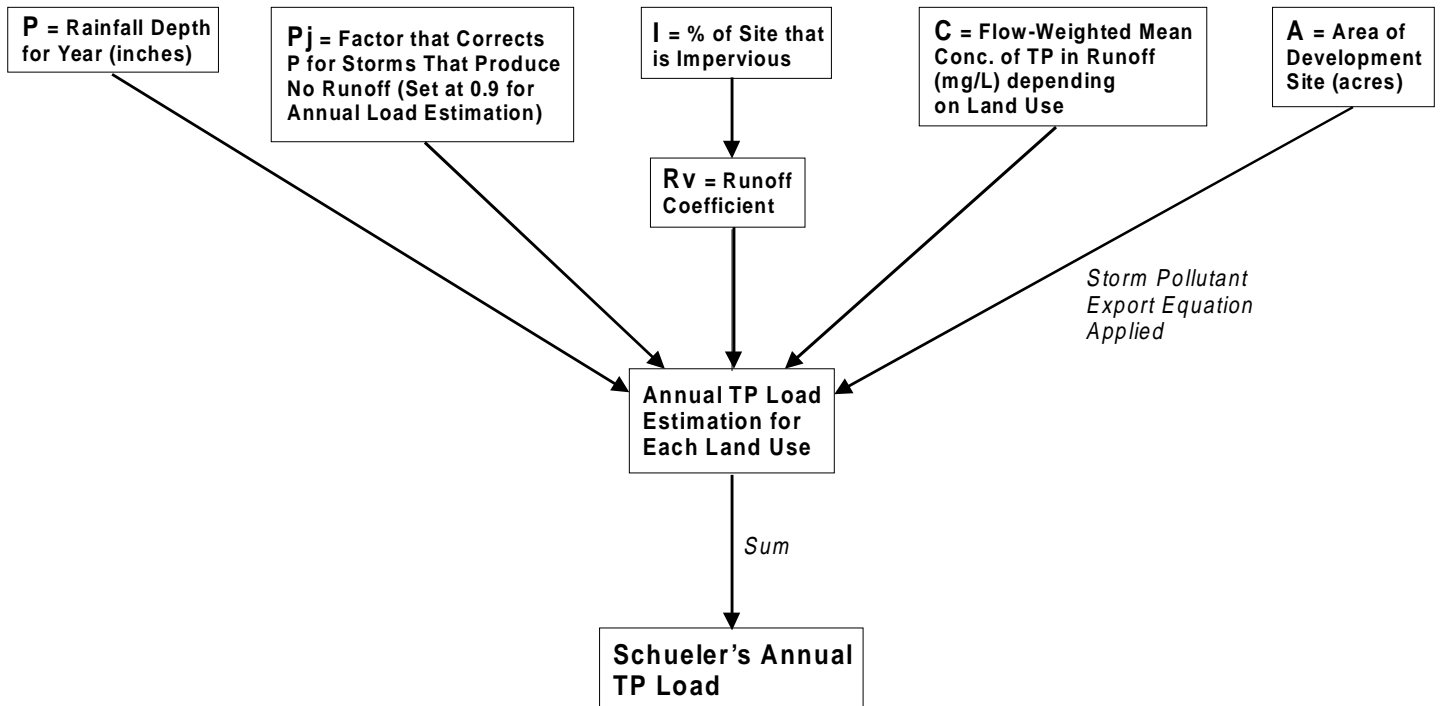 P = Rainfall Depth
for Year (inches)
Pj = Factor that Corrects
P for Storms That Produce
No Runoff (Set at 0.9 for
Annual Load Estimation)
I = % of Site that
is Impervious
C = Flow-Weighted Mean
Conc. of TP in Runoff
(mg/L) depending
on Land Use
A = Area of
Development
Site (acres)
Rv = Runoff
Coefficient
Storm Pollutant
Export Equation
Applied
Annual TP Load
Estimation for
Each Land Use
Sum
Schueler's Annual
TP Load